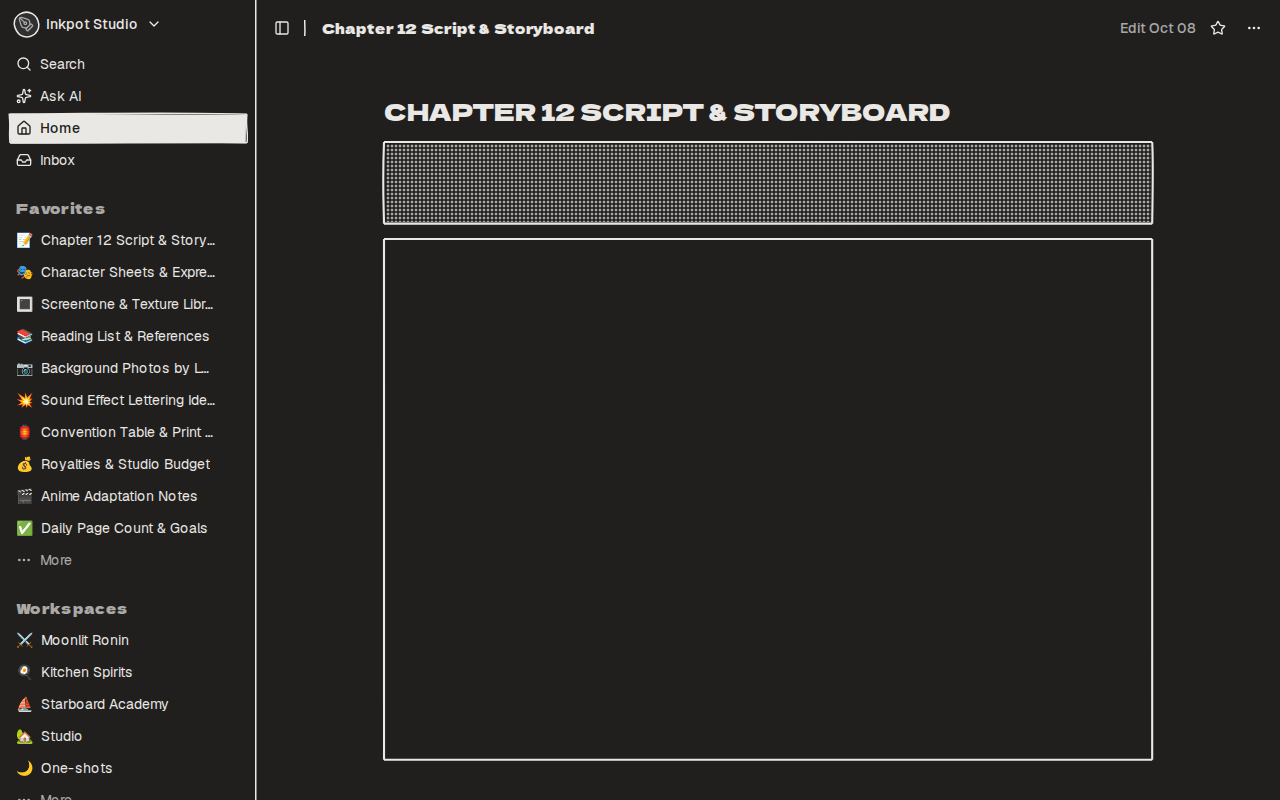 Inkpot Studio
Search
Ask AI
Home
Inbox
Favorites
Chapter 12 Script & Story...
Character Sheets & Expre...
Screentone & Texture Libr...
Reading List & References
Background Photos by L...
Sound Effect Lettering Ide...
Convention Table & Print ...
Royalties & Studio Budget
Anime Adaptation Notes
Daily Page Count & Goals
More
Workspaces
Moonlit Ronin
Kitchen Spirits
Starboard Academy
Studio
One-shots
More
Chapter 12 Script & Storyboard
Edit Oct 08
CHAPTER 12 SCRIPT & STORYBOARD